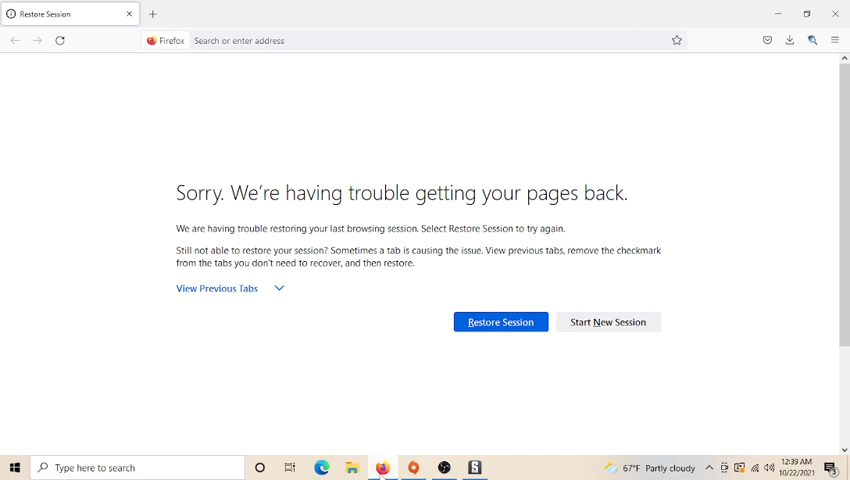 Restore Session
Firefox
Search or enter address
Sorry. We're having trouble getting your pages back.
We are having trouble restoring your last browsing session. Select Restore Session to try again.
Still not able to restore your session? Sometimes a tab is causing the issue. View previous tabs, remove the checkmark
from the tabs you don't need to recover, and then restore.
View Previous Tabs
Restore Session
Start New Session
Type here to search
S
67°F Partly cloudy
12:39 AM
10/22/2021
3